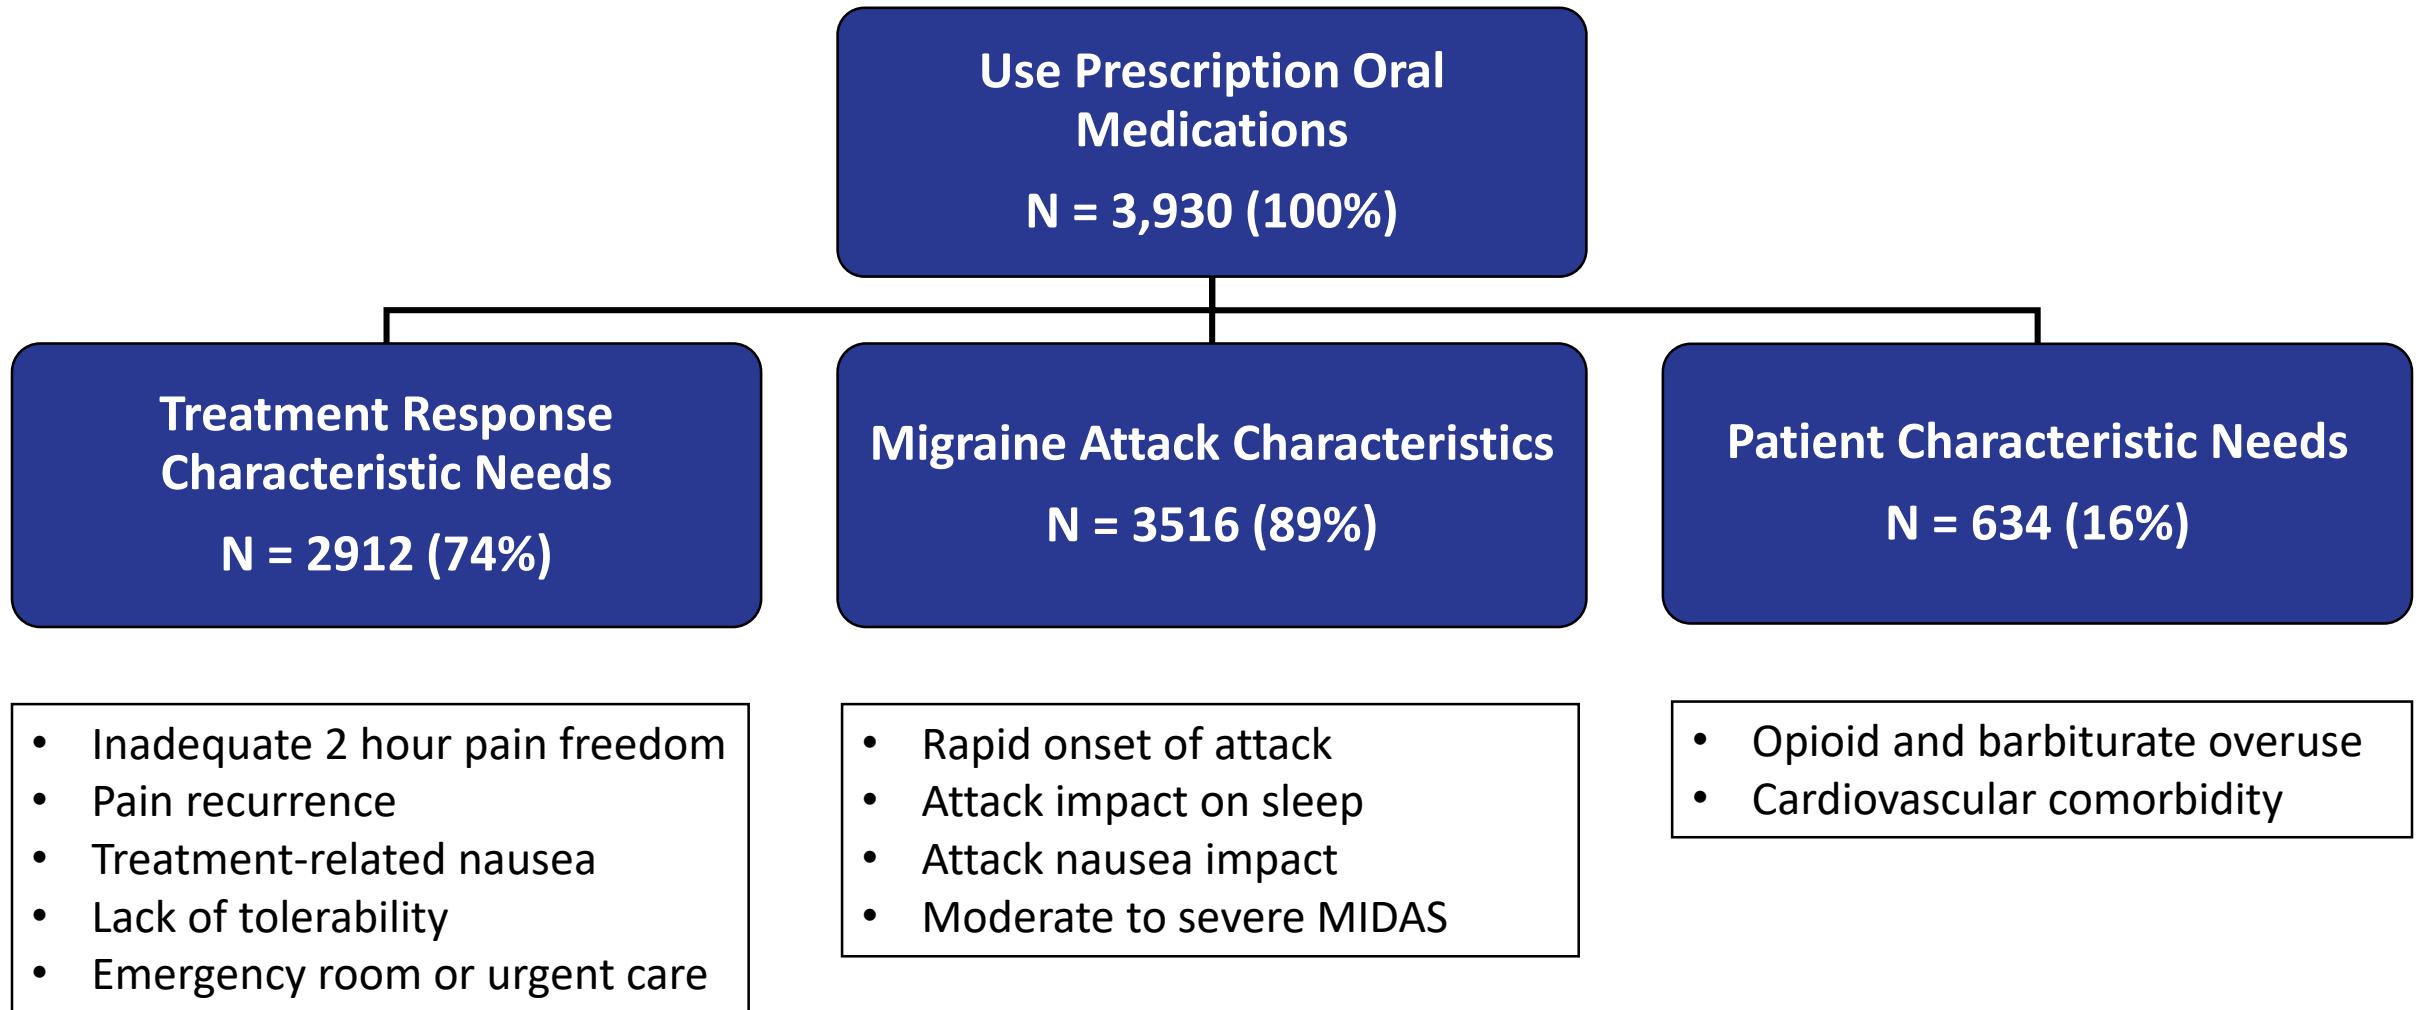 Use Prescription Oral
Medications
N = 3,930 (100%)
Treatment Response
Characteristic Needs
N = 2912 (74%)
Migraine Attack Characteristics
N = 3516 (89%)
Patient Characteristic Needs
N = 634 (16%)
• Inadequate 2 hour pain freedom
• Pain recurrence
• Treatment-related nausea
• Lack of tolerability
• Emergency room or urgent care
• Rapid onset of attack
• Attack impact on sleep
• Attack nausea impact
• Moderate to severe MIDAS
• Opioid and barbiturate overuse
• Cardiovascular comorbidity